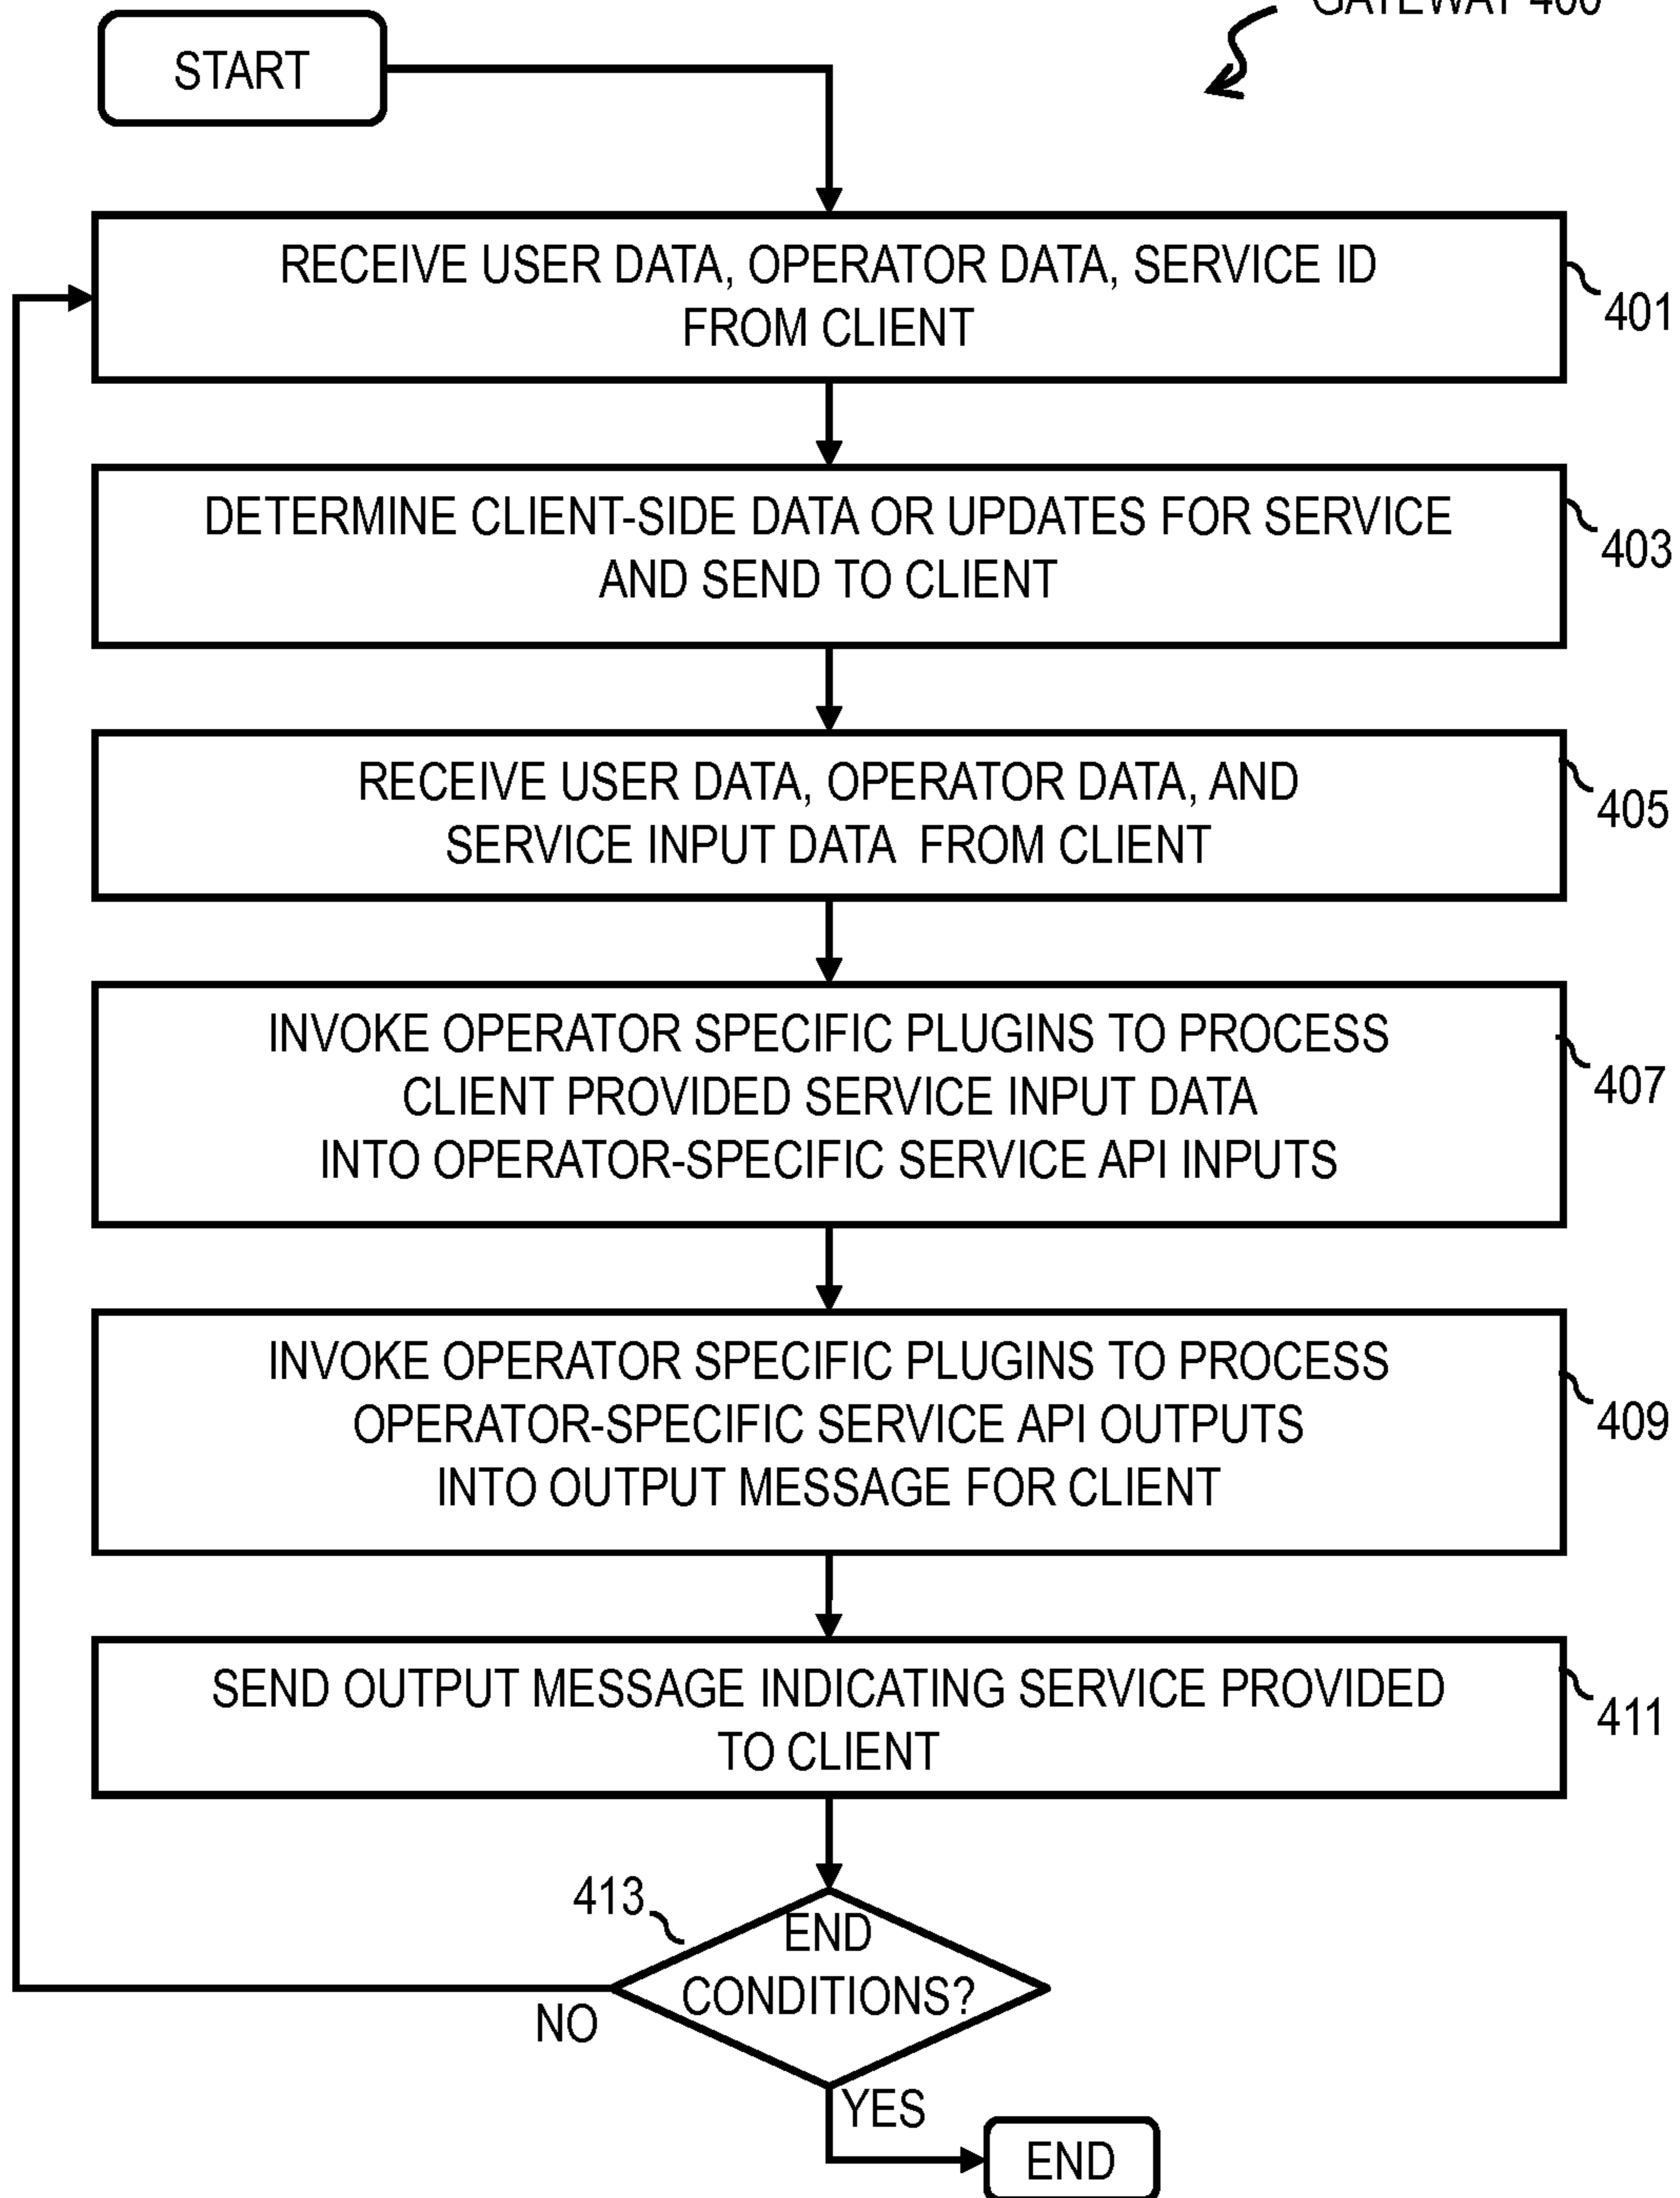 GATEWAY 400
START
RECEIVE USER DATA, OPERATOR DATA, SERVICE ID
FROM CLIENT
401
DETERMINE CLIENT-SIDE DATA OR UPDATES FOR SERVICE
AND SEND TO CLIENT
403
RECEIVE USER DATA, OPERATOR DATA, AND
SERVICE INPUT DATA FROM CLIENT
405
INVOKE OPERATOR SPECIFIC PLUGINS TO PROCESS
CLIENT PROVIDED SERVICE INPUT DATA
INTO OPERATOR-SPECIFIC SERVICE API INPUTS
407
INVOKE OPERATOR SPECIFIC PLUGINS TO PROCESS
OPERATOR-SPECIFIC SERVICE API OUTPUTS
INTO OUTPUT MESSAGE FOR CLIENT
409
SEND OUTPUT MESSAGE INDICATING SERVICE PROVIDED
TO CLIENT
411
413
END
CONDITIONS?
NO
YES
END